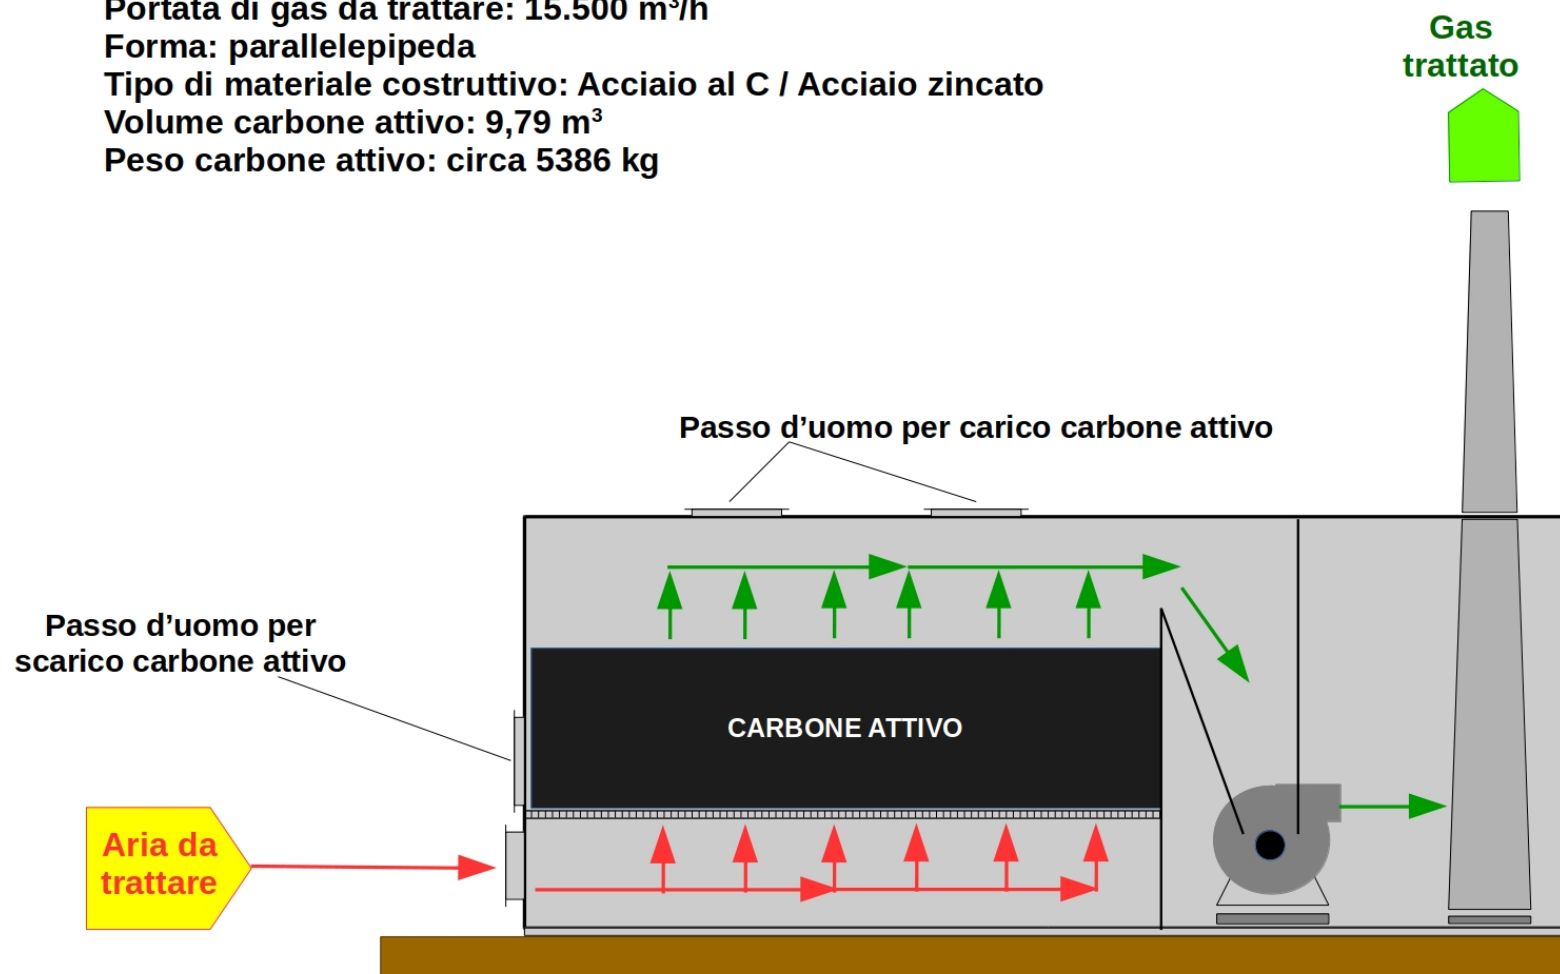 Portata di gas da trattare: 15.500 m³/h
Forma: parallelepipeda
Tipo di materiale costruttivo: Acciaio al C / Acciaio zincato
Volume carbone attivo: 9,79 m³
Peso carbone attivo: circa 5386 kg
Gas
trattato
Passo d’uomo per carico carbone attivo
Passo d’uomo per
scarico carbone attivo
CARBONE ATTIVO
Aria da
trattare